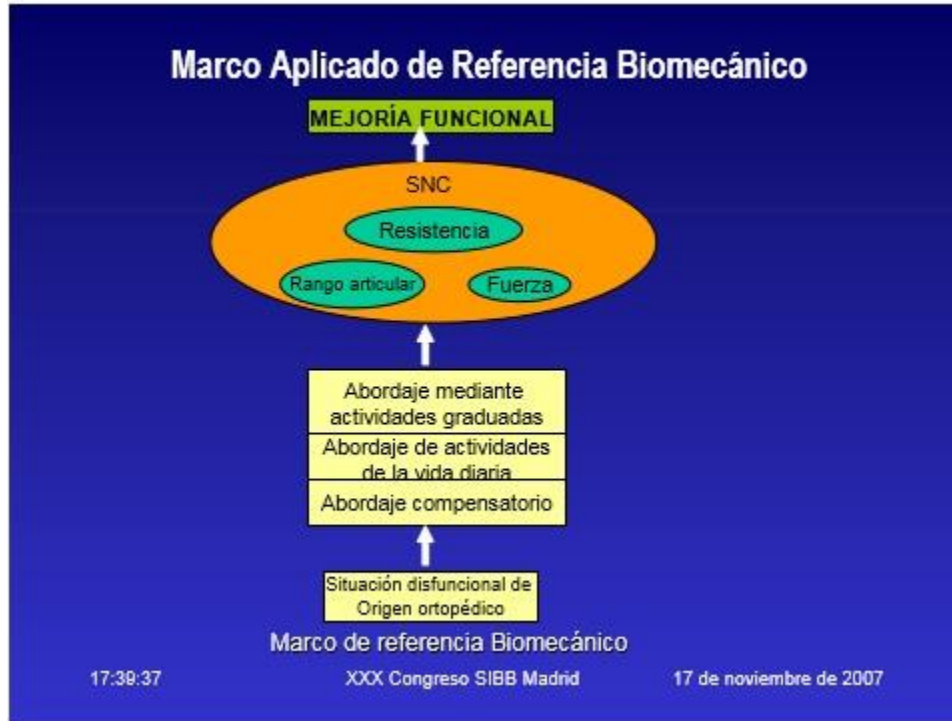 Marco Aplicado de Referencia Biomecánico
MEJORÍA FUNCIONAL
SNC
Resistencia
Rango articular
Fuerza
Abordaje mediante
actividades graduadas
Abordaje de actividades
de la vida diaria
Abordaje compensatorio
Situación disfuncional de
Origen ortopédico
Marco de referencia Biomecánico
17:39:37
XXX Congreso SIBB Madrid
17 de noviembre de 2007